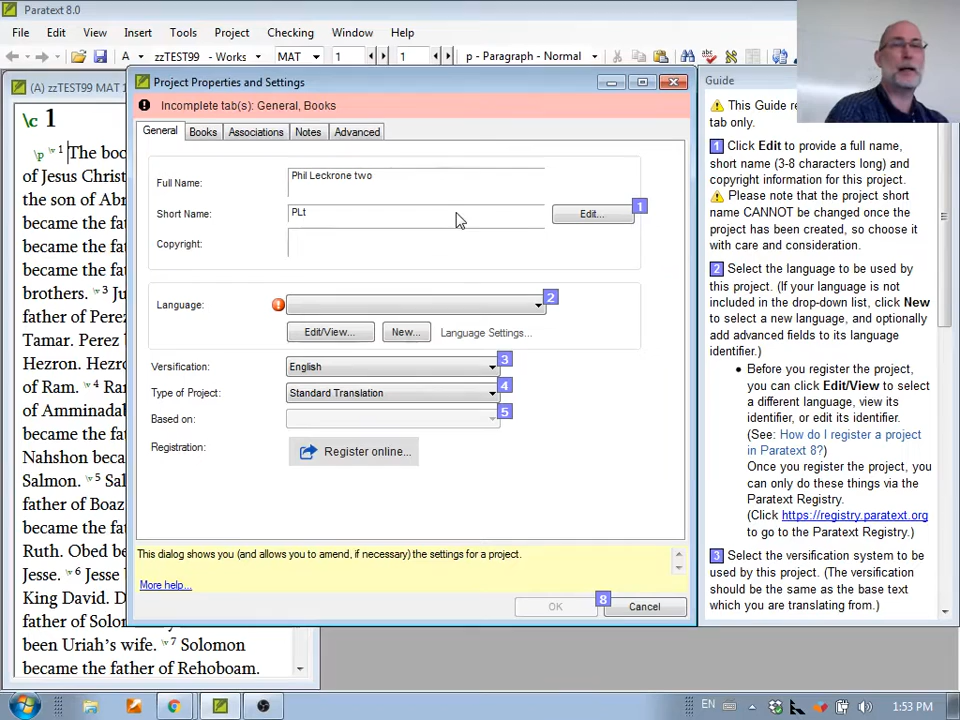 Paratext 8.0
File Edit View Insert Tools Project Checking Window Help
A zzTEST99 - Works MAT 1 1 p - Paragraph - Normal
(A) zzTEST99 MAT 1
\c 1
\p \v 1 The boo
of Jesus Christ
the son of Abr
became the fat
became the fat
became the fat
brothers. \v 3 Ju
father of Perez
Tamar. Perez b
Hezron. Hezro
of Ram. \v 4 Ra
of Amminadab
Nahshon beca
Salmon. \v 5 Sal
father of Boaz
became the fat
Ruth. Obed be
Jesse. \v 6 Jesse
King David. D
father of Solo
been Uriah's wife. \v 7 Solomon
became the father of Rehoboam.
Project Properties and Settings
Incomplete tab(s): General, Books
General Books Associations Notes Advanced
Full Name: Phil Leckrone two
Short Name: PLt Edit... 1
Copyright:
Language: 2
Edit/View... New... Language Settings...
Versification: English 3
Type of Project: Standard Translation 4
Based on: 5
Registration: Register online...
This dialog shows you (and allows you to amend, if necessary) the settings for a project.
More help...
OK 8 Cancel
Guide
This Guide re
tab only.
1 Click Edit to provide a full name,
short name (3-8 characters long) and
copyright information for this project.
Please note that the project short
name CANNOT be changed once the
project has been created, so choose it
with care and consideration.
2 Select the language to be used by
this project. (If your language is not
included in the drop-down list, click New
to select a new language, and optionally
add advanced fields to its language
identifier.)
• Before you register the project,
you can click Edit/View to select
a different language, view its
identifier, or edit its identifier.
(See: How do I register a project
in Paratext 8?)
Once you register the project, you
can only do these things via the
Paratext Registry.
(Click https://registry.paratext.org
to go to the Paratext Registry.)
3 Select the versification system to be
used by this project. (The versification
should be the same as the base text
which you are translating from.)
EN 1:53 PM